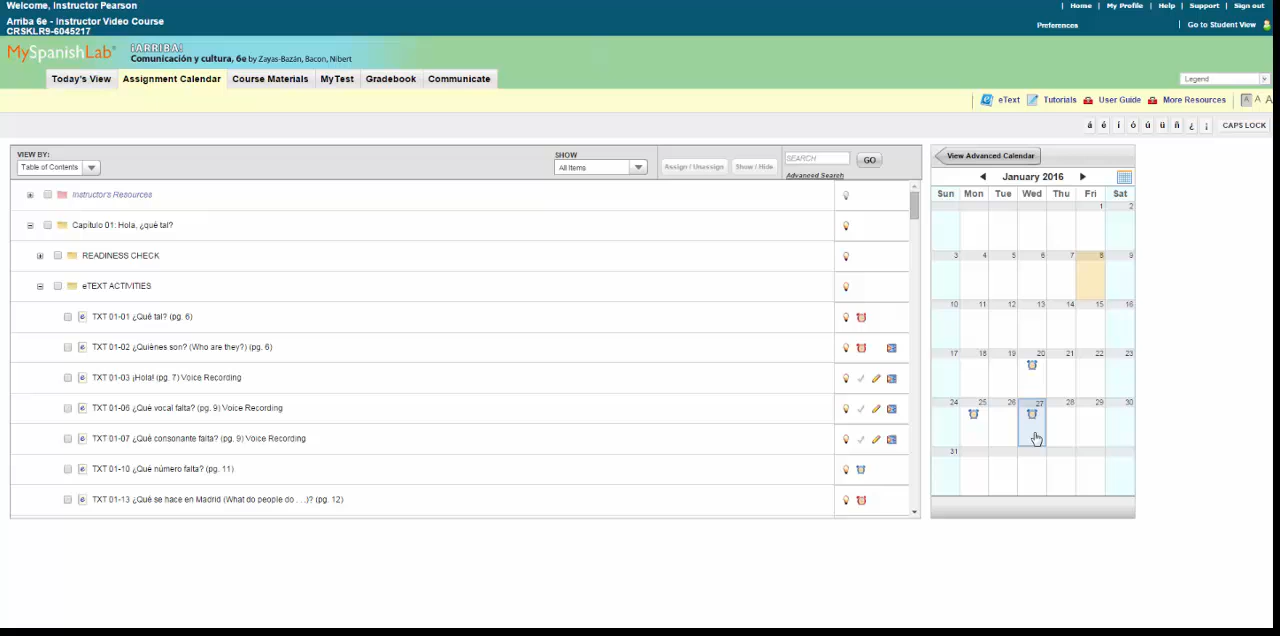 Welcome, Instructor Pearson
| Home | My Profile | Help | Support | Sign out
Arriba 6e - Instructor Video Course
CRSKLR9-6045217
Preferences | Go to Student View
MySpanishLab®
¡ARRIBA!
Comunicación y cultura, 6e by Zayas-Bazán, Bacon, Nibert
Today's View Assignment Calendar Course Materials MyTest Gradebook Communicate
Legend
eText Tutorials User Guide More Resources A A A
á é í ó ú ü ñ ¿ ¡ CAPS LOCK
VIEW BY:
Table of Contents
SHOW
All Items
Assign / Unassign Show / Hide
SEARCH GO
Advanced Search
Instructor's Resources
Capítulo 01: Hola, ¿qué tal?
READINESS CHECK
eTEXT ACTIVITIES
TXT 01-01 ¿Qué tal? (pg. 6)
TXT 01-02 ¿Quiénes son? (Who are they?) (pg. 6)
TXT 01-03 ¡Hola! (pg. 7) Voice Recording
TXT 01-06 ¿Qué vocal falta? (pg. 9) Voice Recording
TXT 01-07 ¿Qué consonante falta? (pg. 9) Voice Recording
TXT 01-10 ¿Qué número falta? (pg. 11)
TXT 01-13 ¿Qué se hace en Madrid (What do people do . . .)? (pg. 12)
View Advanced Calendar
January 2016
Sun Mon Tue Wed Thu Fri Sat
1 2
3 4 5 6 7 8 9
10 11 12 13 14 15 16
17 18 19 20 21 22 23
24 25 26 27 28 29 30
31